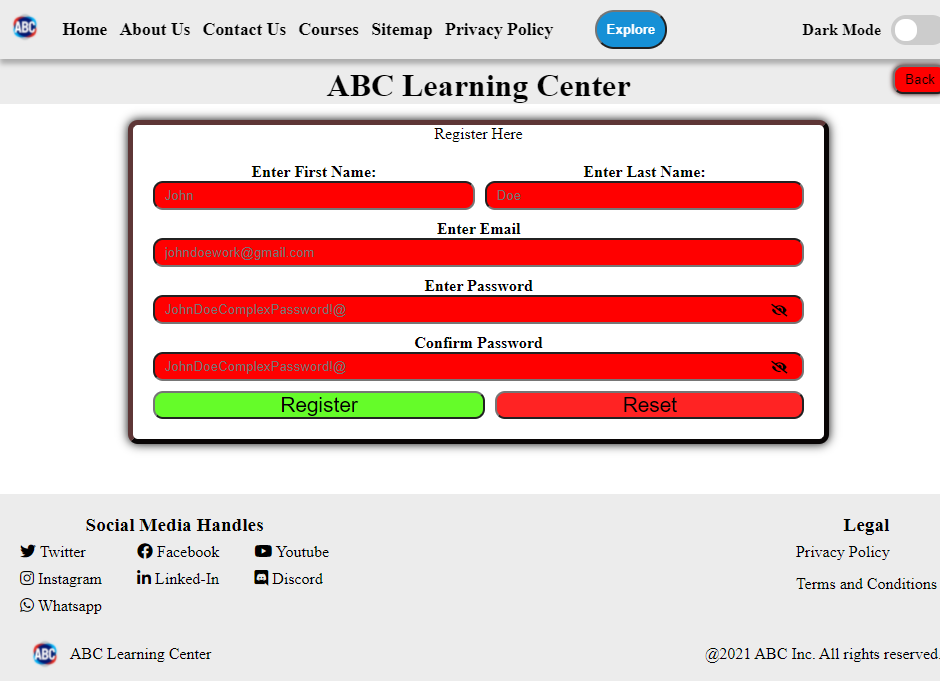 ABC Home About Us Contact Us Courses Sitemap Privacy Policy Explore Dark Mode
Back
ABC Learning Center
Register Here
Enter First Name: Enter Last Name:
John Doe
Enter Email
johndoework@gmail.com
Enter Password
JohnDoeComplexPassword!@
Confirm Password
JohnDoeComplexPassword!@
Register Reset
Social Media Handles Legal
Twitter Facebook Youtube Privacy Policy
Instagram Linked-In Discord Terms and Conditions
Whatsapp
ABC ABC Learning Center @2021 ABC Inc. All rights reserved.